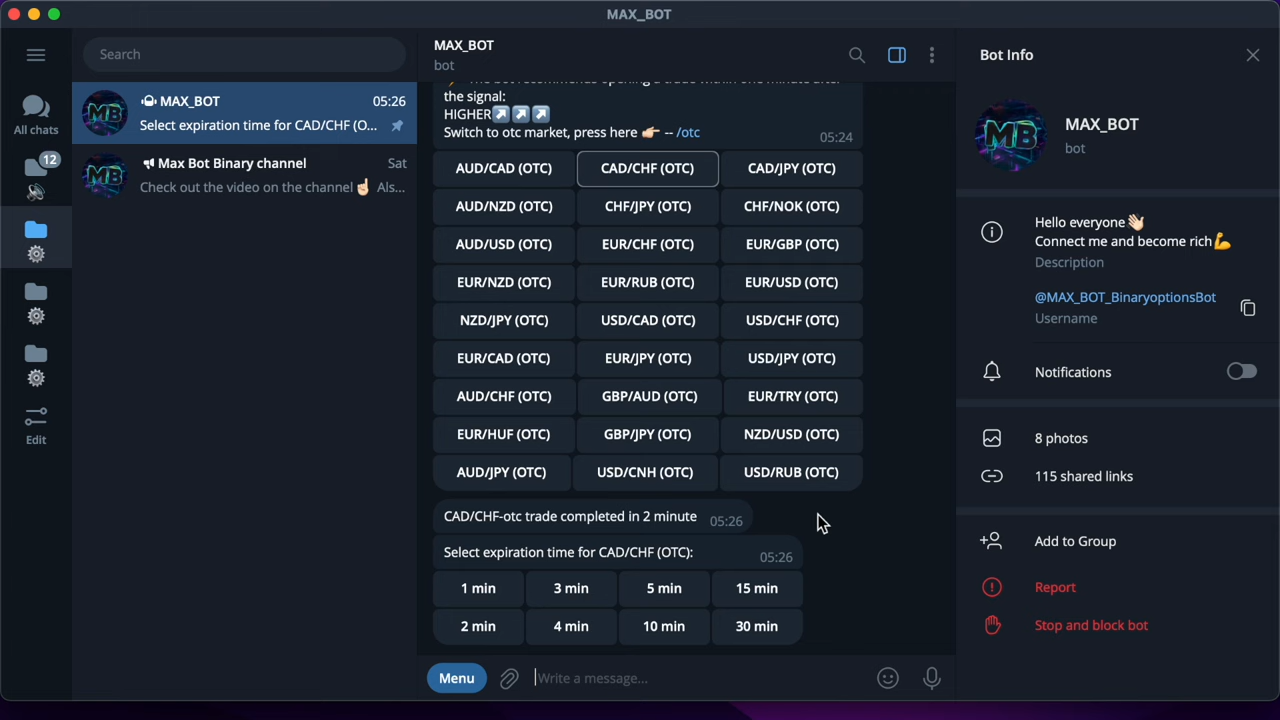 MAX_BOT
Search
All chats
12
Edit
MAX_BOT
05:26
Select expiration time for CAD/CHF (O...
Max Bot Binary channel
Sat
Check out the video on the channel☝🏻 Als...
MAX_BOT
bot
the signal:
HIGHER↗️↗️↗️
Switch to otc market, press here 👉🏻 -- /otc
05:24
AUD/CAD (OTC)
CAD/CHF (OTC)
CAD/JPY (OTC)
AUD/NZD (OTC)
CHF/JPY (OTC)
CHF/NOK (OTC)
AUD/USD (OTC)
EUR/CHF (OTC)
EUR/GBP (OTC)
EUR/NZD (OTC)
EUR/RUB (OTC)
EUR/USD (OTC)
NZD/JPY (OTC)
USD/CAD (OTC)
USD/CHF (OTC)
EUR/CAD (OTC)
EUR/JPY (OTC)
USD/JPY (OTC)
AUD/CHF (OTC)
GBP/AUD (OTC)
EUR/TRY (OTC)
EUR/HUF (OTC)
GBP/JPY (OTC)
NZD/USD (OTC)
AUD/JPY (OTC)
USD/CNH (OTC)
USD/RUB (OTC)
CAD/CHF-otc trade completed in 2 minute
05:26
Select expiration time for CAD/CHF (OTC):
05:26
1 min
3 min
5 min
15 min
2 min
4 min
10 min
30 min
Menu
Write a message...
Bot Info
MAX_BOT
bot
Hello everyone👋🏻
Connect me and become rich💪
Description
@MAX_BOT_BinaryoptionsBot
Username
Notifications
8 photos
115 shared links
Add to Group
Report
Stop and block bot